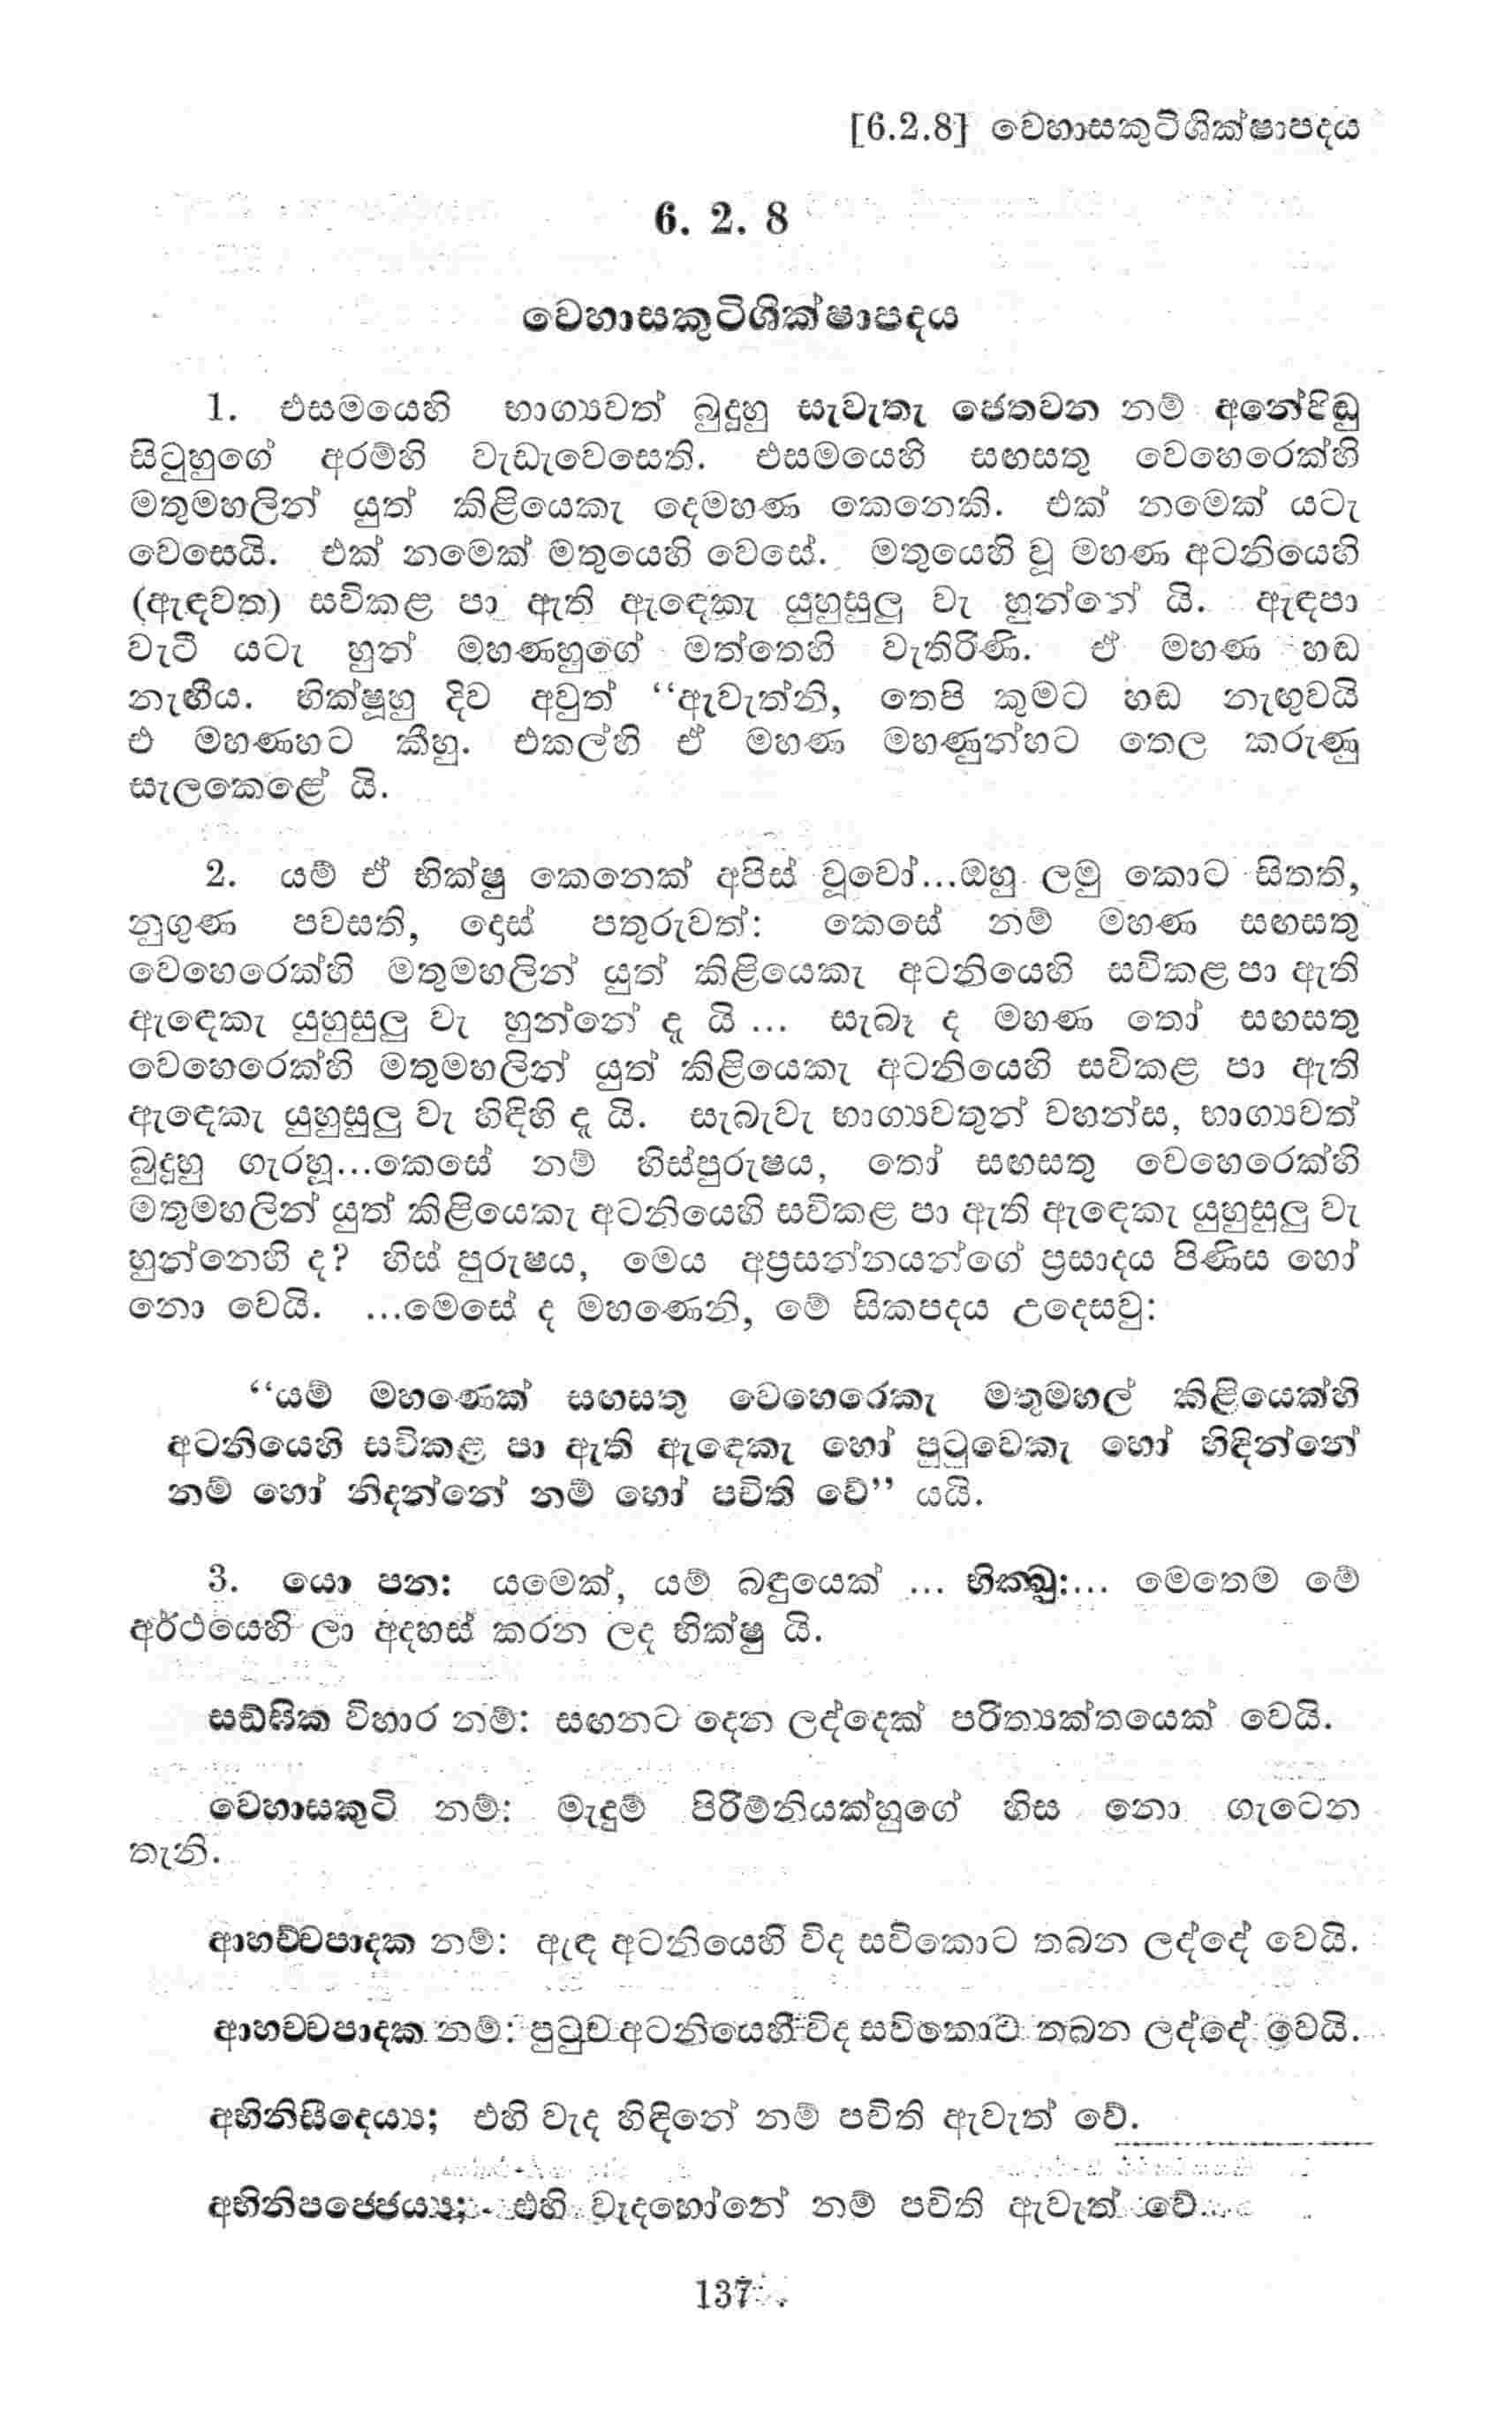 [6.2.8] වෙහාසකුටිශික්ෂාපදය
6. 2. 8
වෙහාසකුටිශික්ෂාපදය
1. එසමයෙහි භාග්‍යවත් බුදුහු සැවැතැ ජෙතවන නම් අනේපිඬු
සිටුහුගේ අරම්හි වැඩැවෙසෙති. එසමයෙහි සඟසතු වෙහෙරෙක්හි
මතුමහලින් යුත් කිළියෙකැ දෙමහණ කෙනෙකි. එක් නමෙක් යටැ
වෙසෙයි. එක් නමෙක් මතුයෙහි වෙසේ. මතුයෙහි වූ මහණ අටනියෙහි
(ඇඳවත) සවිකළ පා ඇති ඇඳෙකැ යුහුසුලු වැ හුන්නේ යි. ඇඳපා
වැටී යටැ හුන් මහණහුගේ මත්තෙහි වැතිරිණි. ඒ මහණ හඬ
නැඟීය. භික්ෂූහු දිව අවුත් “ඇවැත්නි, තෙපි කුමට හඬ නැඟුවයි
එ මහණහට කීහු. එකල්හි ඒ මහණ මහණුන්හට තෙල කරුණු
සැලකෙළේ යි.
2. යම් ඒ භික්ෂු කෙනෙක් අපිස් වූවෝ...ඔහු ලමු කොට සිතති,
නුගුණ පවසති, දොස් පතුරුවත්: කෙසේ නම් මහණ සඟසතු
වෙහෙරෙක්හි මතුමහලින් යුත් කිළියෙකැ අටනියෙහි සවිකළ පා ඇති
ඇඳෙකැ යුහුසුලු වැ හුන්නේ දැ යි ... සැබෑ ද මහණ තෝ සඟසතු
වෙහෙරෙක්හි මතුමහලින් යුත් කිළියෙකැ අටනියෙහි සවිකළ පා ඇති
ඇඳෙකැ යුහුසුලු වැ හිඳිහි දැ යි. සැබැවැ භාග්‍යවතුන් වහන්ස, භාග්‍යවත්
බුදුහු ගැරහූ...කෙසේ නම් හිස්පුරුෂය, තෝ සඟසතු වෙහෙරෙක්හි
මතුමහලින් යුත් කිළියෙකැ අටනියෙහි සවිකළ පා ඇති ඇඳෙකැ යුහුසුලු වැ
හුන්නෙහි ද? හිස් පුරුෂය, මෙය අප්‍රසන්නයන්ගේ ප්‍රසාදය පිණිස හෝ
නො වෙයි. ...මෙසේ ද මහණෙනි, මේ සිකපදය උදෙසවු:
“යම් මහණෙක් සඟසතු වෙහෙරෙකැ මතුමහල් කිළියෙක්හි
අටනියෙහි සවිකළ පා ඇති ඇඳෙකැ හෝ පුටුවෙකැ හෝ හිඳින්නේ
නම් හෝ නිදන්නේ නම් හෝ පචිති වේ” යයි.
3. යො පන: යමෙක්, යම් බඳුයෙක් ... භික්ඛු:... මෙතෙම මේ
අර්ථයෙහි ලා අදහස් කරන ලද භික්ෂු යි.
සඞ්ඝික විහාර නම්: සඟනට දෙන ලද්දෙක් පරිත්‍යක්තයෙක් වෙයි.
වෙහාසකුටි නම්: මැදුම් පිරිම්නියක්හුගේ හිස නො ගැටෙන
තැනි.
ආහච්චපාදක නම්: ඇඳ අටනියෙහි විද සවිකොට තබන ලද්දේ වෙයි.
ආහච්චපාදක නම්: පුටුව අටනියෙහි විද සවිකොට තබන ලද්දේ වෙයි.
අභිනිසීදෙය්‍ය; එහි වැද හිඳිනේ නම් පචිති ඇවැත් වේ.
අභිනිපජ්ජෙය්‍ය; එහි වැදහෝනේ නම් පචිති ඇවැත් වේ.
137